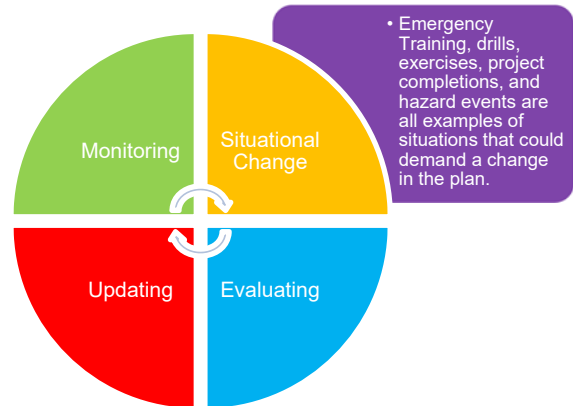 • Emergency
Training, drills,
exercises, project
completions, and
hazard events are
all examples of
situations that could
demand a change
in the plan.
Monitoring
Situational
Change
Updating
Evaluating